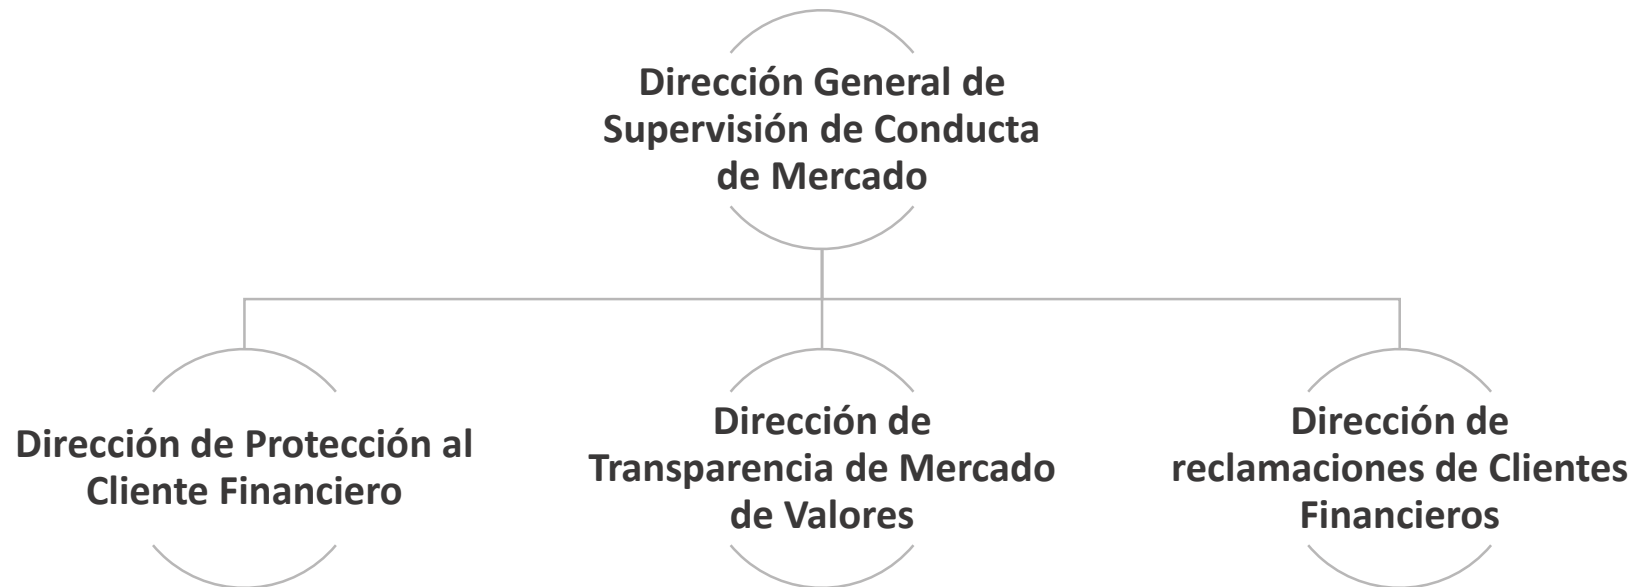 Dirección General de
Supervisión de Conducta
de Mercado
Dirección de Protección al
Cliente Financiero
Dirección de
Transparencia de Mercado
de Valores
Dirección de
reclamaciones de Clientes
Financieros